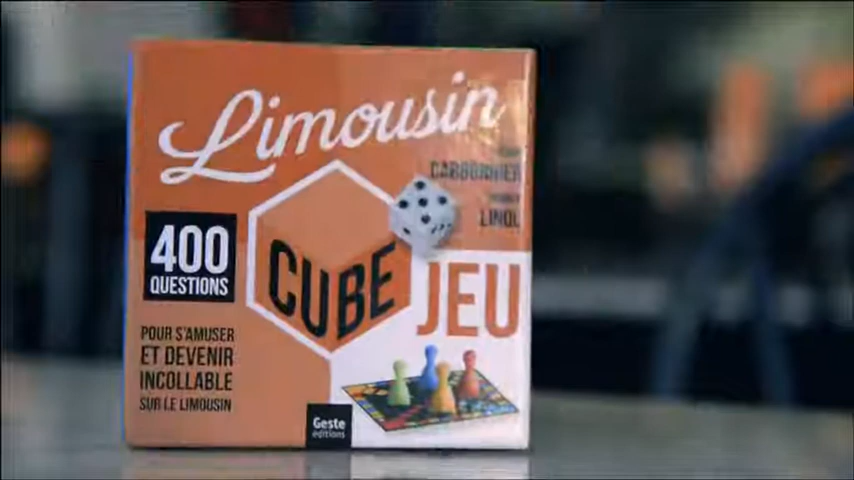 Limousin
CARBONNIER
LINOL
400
QUESTIONS
CUBE
JEU
POUR S'AMUSER
ET DEVENIR
INCOLLABLE
SUR LE LIMOUSIN
Geste
éditions